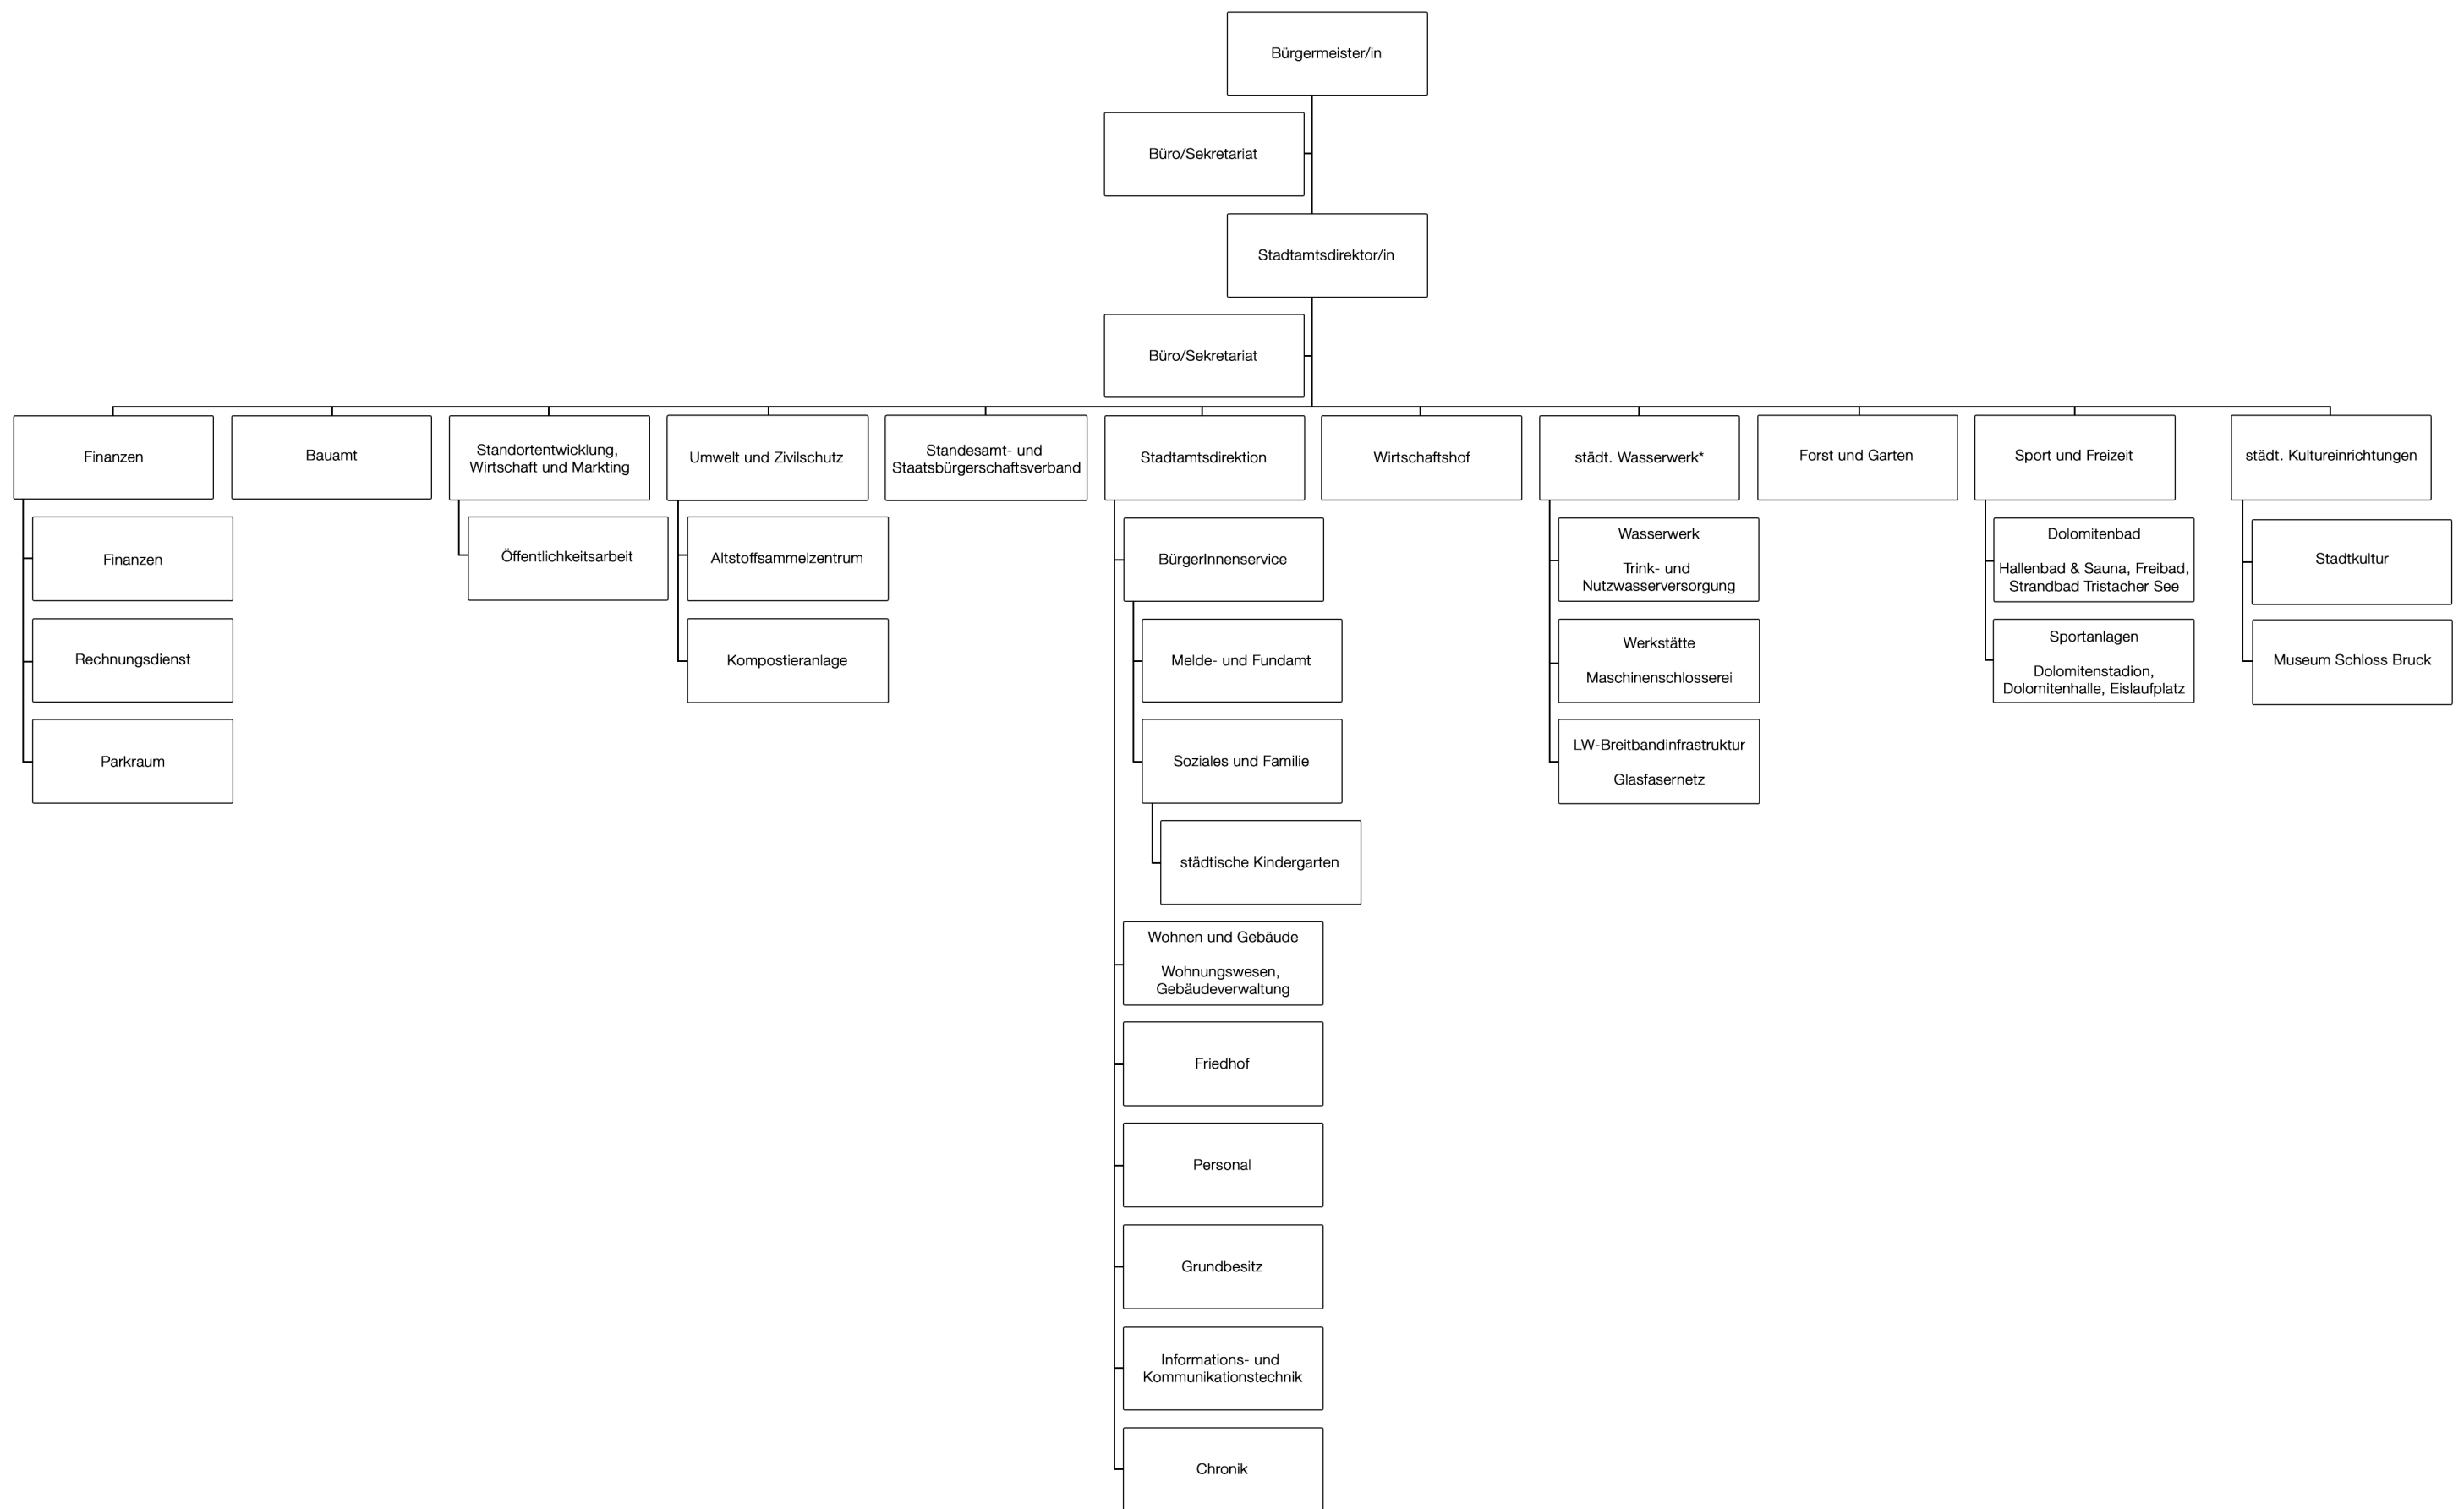 Bürgermeister/in
Büro/Sekretariat
Stadtamtsdirektor/in
Büro/Sekretariat
Finanzen
Finanzen
Rechnungsdienst
Parkraum
Bauamt
Standortentwicklung,
Wirtschaft und Markting
Öffentlichkeitsarbeit
Umwelt und Zivilschutz
Altstoffsammelzentrum
Kompostieranlage
Standesamt- und
Staatsbürgerschaftsverband
Stadtamtsdirektion
BürgerInnenservice
Melde- und Fundamt
Soziales und Familie
städtische Kindergarten
Wohnen und Gebäude
Wohnungswesen,
Gebäudeverwaltung
Friedhof
Personal
Grundbesitz
Informations- und
Kommunikationstechnik
Chronik
Wirtschaftshof
städt. Wasserwerk*
Wasserwerk
Trink- und
Nutzwasserversorgung
Werkstätte
Maschinenschlosserei
LW-Breitbandinfrastruktur
Glasfasernetz
Forst und Garten
Sport und Freizeit
Dolomitenbad
Hallenbad & Sauna, Freibad,
Strandbad Tristacher See
Sportanlagen
Dolomitenstadion,
Dolomitenhalle, Eislaufplatz
städt. Kultureinrichtungen
Stadtkultur
Museum Schloss Bruck